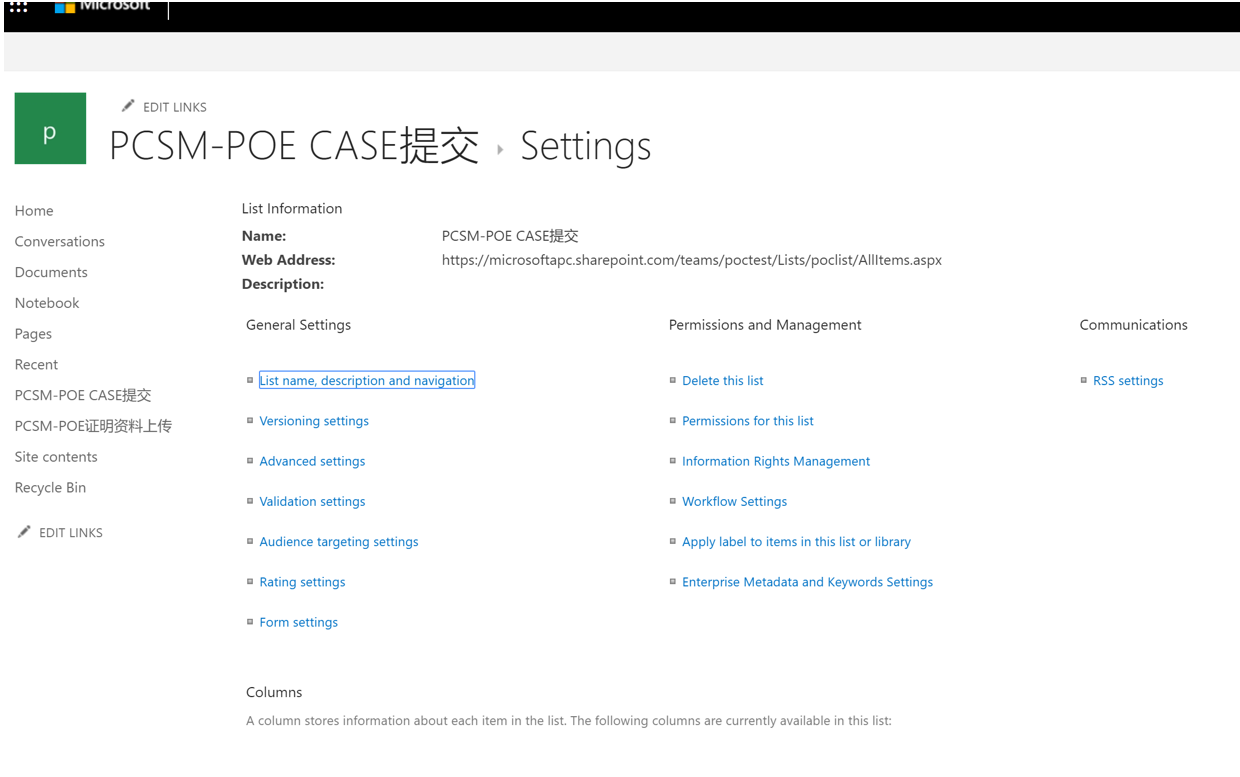 Microsoft
EDIT LINKS
p
PCSM-POE CASE提交 Settings
Home
Conversations
Documents
Notebook
Pages
Recent
PCSM-POE CASE提交
PCSM-POE证明资料上传
Site contents
Recycle Bin
EDIT LINKS
List Information
Name: PCSM-POE CASE提交
Web Address: https://microsoftapc.sharepoint.com/teams/poctest/Lists/poclist/AllItems.aspx
Description:
General Settings
List name, description and navigation
Versioning settings
Advanced settings
Validation settings
Audience targeting settings
Rating settings
Form settings
Permissions and Management
Delete this list
Permissions for this list
Information Rights Management
Workflow Settings
Apply label to items in this list or library
Enterprise Metadata and Keywords Settings
Communications
RSS settings
Columns
A column stores information about each item in the list. The following columns are currently available in this list: